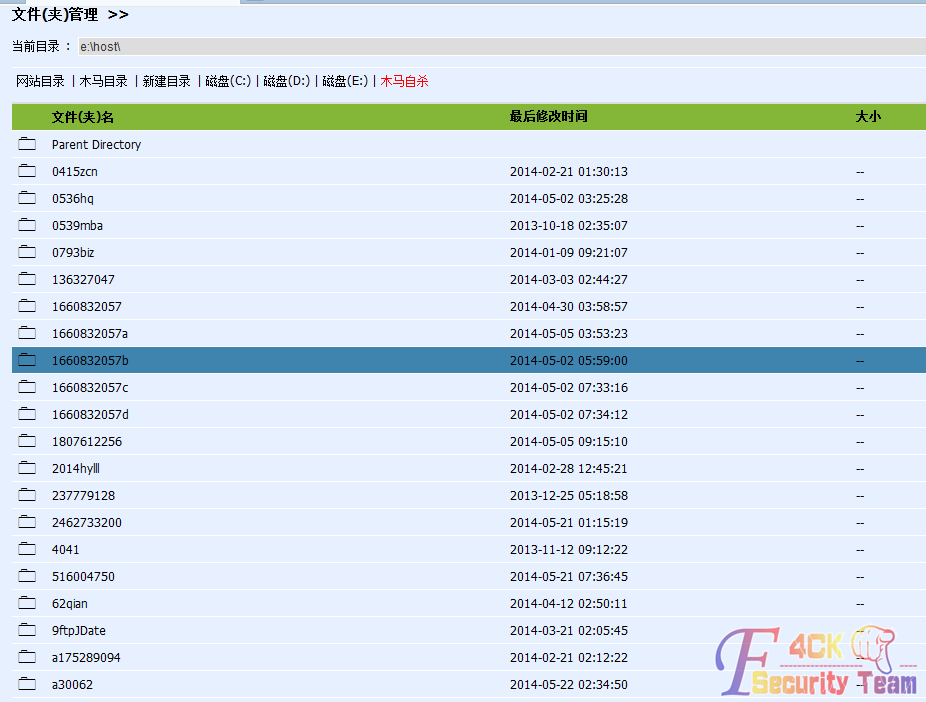 文件(夹)管理 >>
当前目录 : e:\host\
网站目录 | 木马目录 | 新建目录 | 磁盘(C:) | 磁盘(D:) | 磁盘(E:) | 木马自杀
文件(夹)名 最后修改时间 大小
Parent Directory
0415zcn 2014-02-21 01:30:13 --
0536hq 2014-05-02 03:25:28 --
0539mba 2013-10-18 02:35:07 --
0793biz 2014-01-09 09:21:07 --
136327047 2014-03-03 02:44:27 --
1660832057 2014-04-30 03:58:57 --
1660832057a 2014-05-05 03:53:23 --
1660832057b 2014-05-02 05:59:00 --
1660832057c 2014-05-02 07:33:16 --
1660832057d 2014-05-02 07:34:12 --
1807612256 2014-05-05 09:15:10 --
2014hylll 2014-02-28 12:45:21 --
237779128 2013-12-25 05:18:58 --
2462733200 2014-05-21 01:15:19 --
4041 2013-11-12 09:12:22 --
516004750 2014-05-21 07:36:45 --
62qian 2014-04-12 02:50:11 --
9ftpJDate 2014-03-21 02:05:45 --
a175289094 2014-02-21 02:12:22 --
a30062 2014-05-22 02:34:50 --
F4CK
Security Team